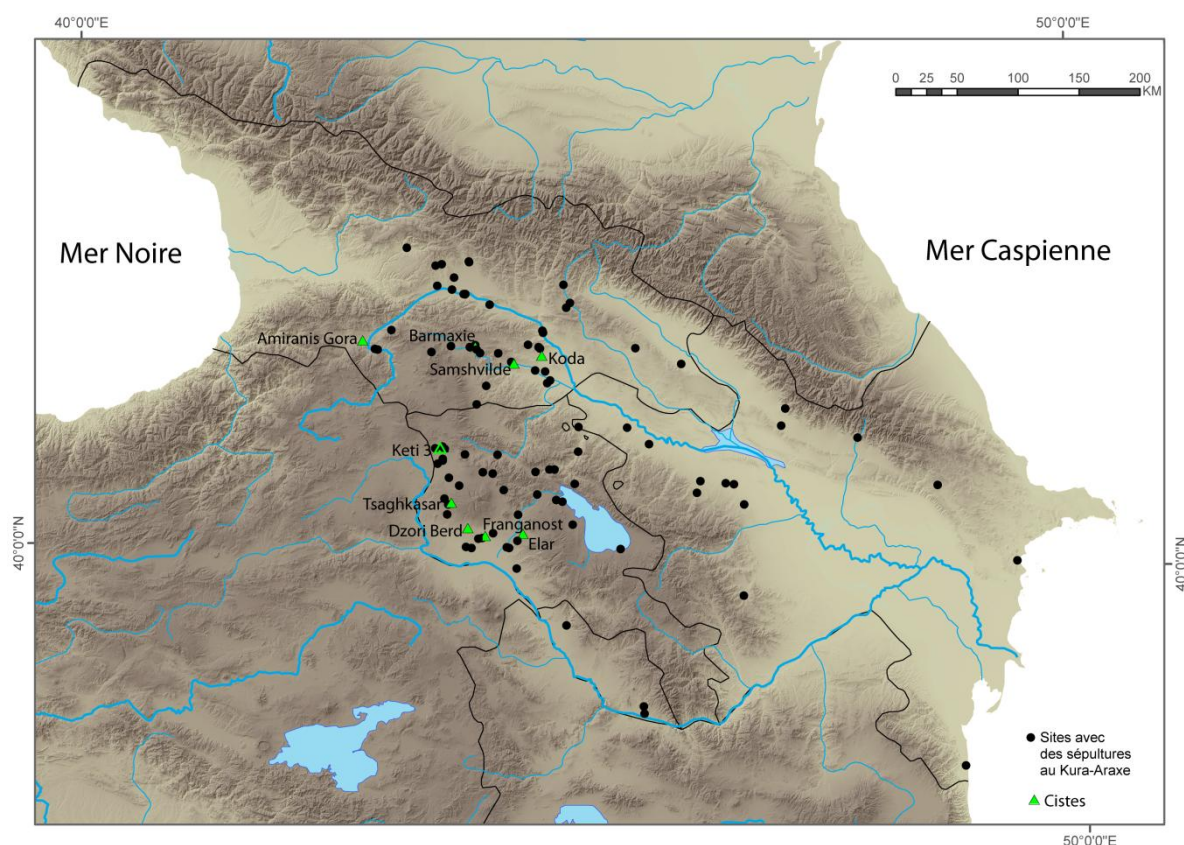 40°0'0"E
50°0'0"E
0 25 50 100 150 200
KM
Mer Noire
Mer Caspienne
Amiranis Gora
Barmaxie
Koda
Samshvilde
Keti 3
Tsaghkasar
Franganost
Dzori Berd
Elar
40°0'0"N
40°0'0"N
Sites avec
des sépultures
au Kura-Araxe
Cistes
50°0'0"E